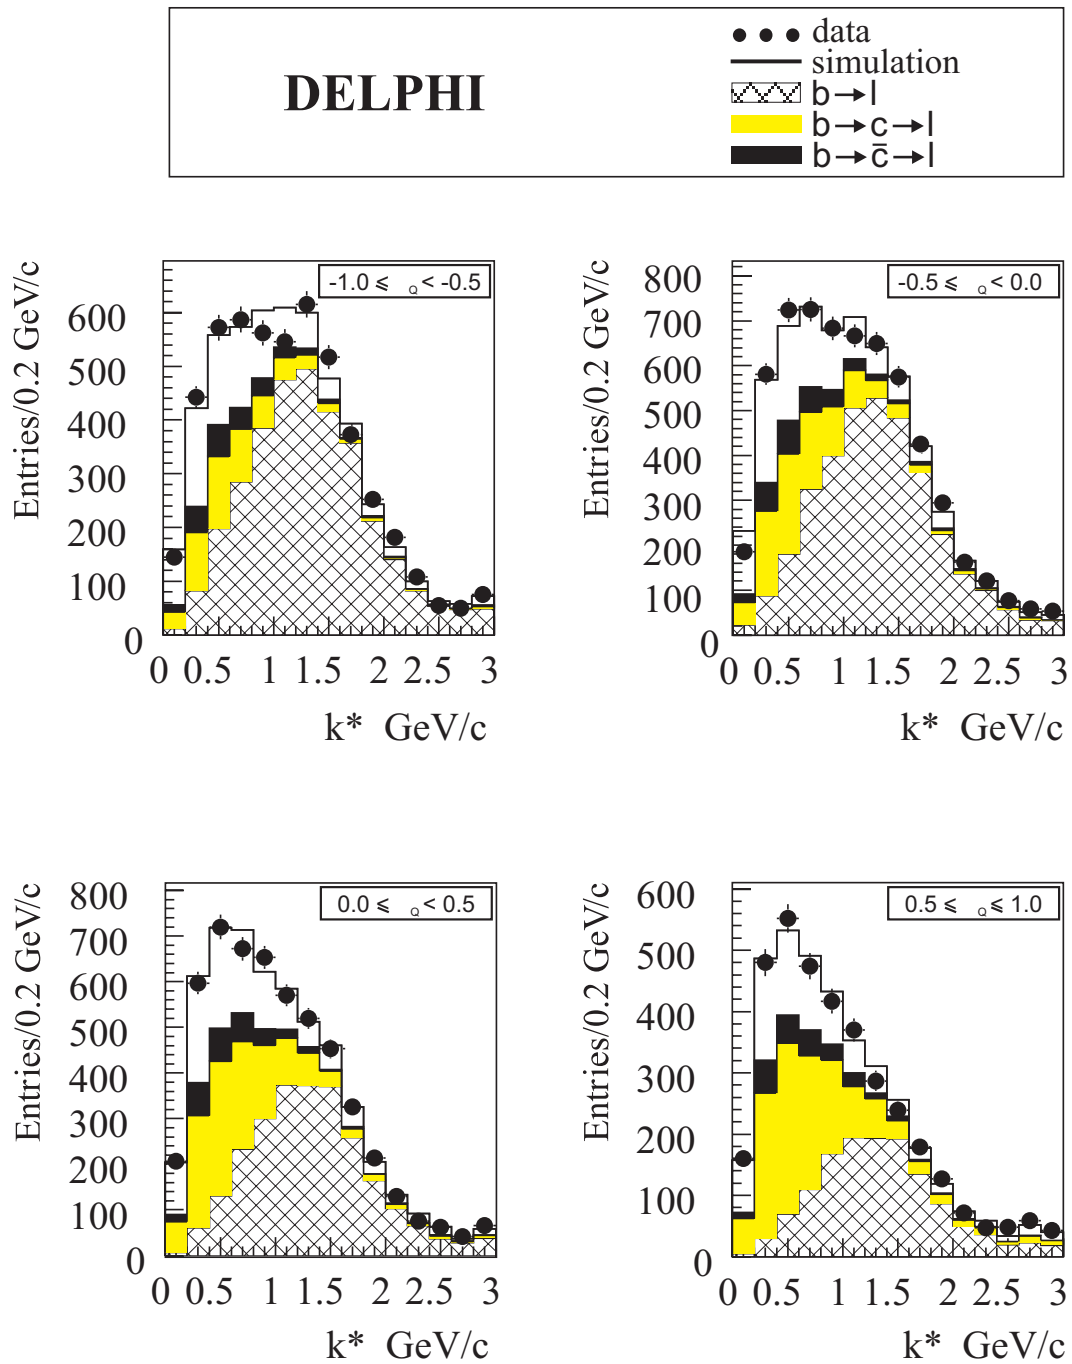 DELPHI
data
simulation
b→l
b→c→l
b→c̄→l
Entries/0.2 GeV/c
600
500
400
300
200
100
0
-1.0 ⩽ Q < -0.5
0 0.5 1 1.5 2 2.5 3
k* GeV/c
Entries/0.2 GeV/c
800
700
600
500
400
300
200
100
0
-0.5 ⩽ Q < 0.0
0 0.5 1 1.5 2 2.5 3
k* GeV/c
Entries/0.2 GeV/c
800
700
600
500
400
300
200
100
0
0.0 ⩽ Q < 0.5
0 0.5 1 1.5 2 2.5 3
k* GeV/c
Entries/0.2 GeV/c
600
500
400
300
200
100
0
0.5 ⩽ Q ⩽ 1.0
0 0.5 1 1.5 2 2.5 3
k* GeV/c